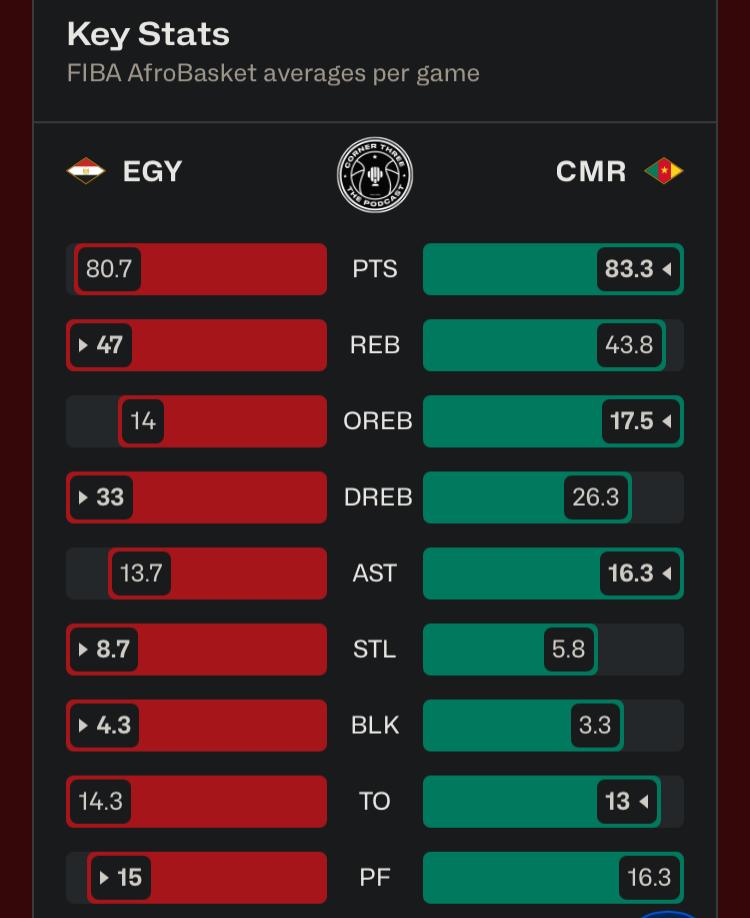 Key Stats
FIBA AfroBasket averages per game
EGY CORNER THREE THE PODCAST CMR
80.7 PTS 83.3
47 REB 43.8
14 OREB 17.5
33 DREB 26.3
13.7 AST 16.3
8.7 STL 5.8
4.3 BLK 3.3
14.3 TO 13
15 PF 16.3